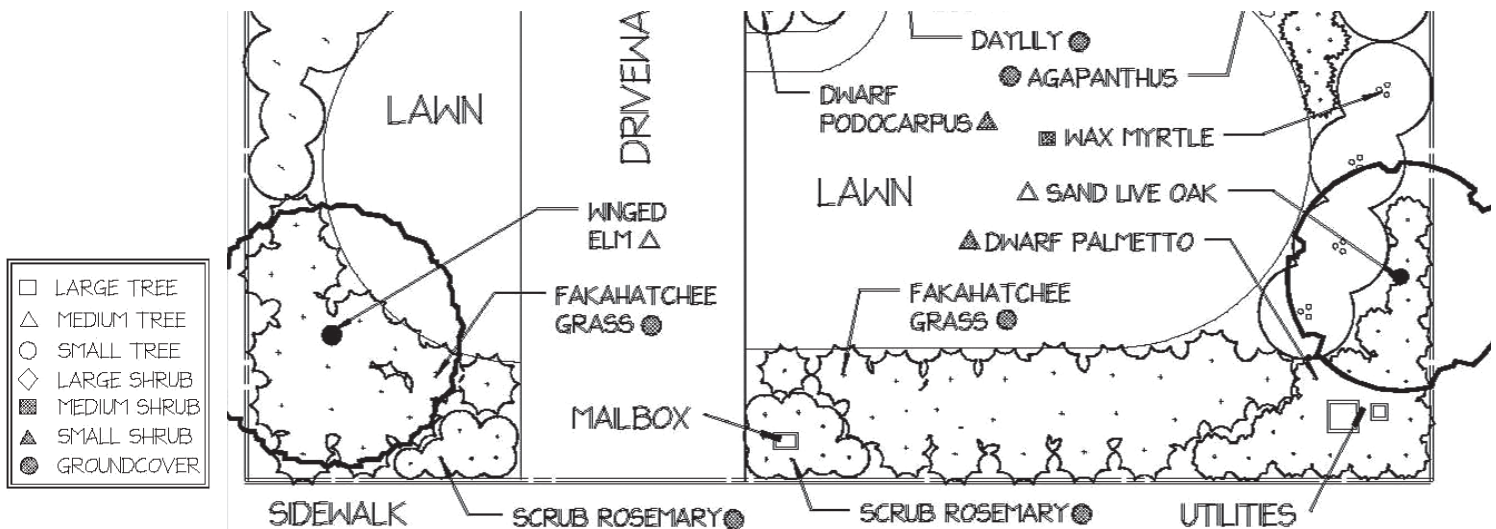 DRIVEWA
DAYLILY
AGAPANTHUS
LAWN
DWARF
PODOCARPUS
WAX MYRTLE
LAWN
SAND LIVE OAK
WINGED
ELM
DWARF PALMETTO
FAKAHATCHEE
GRASS
FAKAHATCHEE
GRASS
LARGE TREE
MEDIUM TREE
SMALL TREE
LARGE SHRUB
MEDIUM SHRUB
SMALL SHRUB
GROUNDCOVER
MAILBOX
SIDEWALK
SCRUB ROSEMARY
SCRUB ROSEMARY
UTILITIES